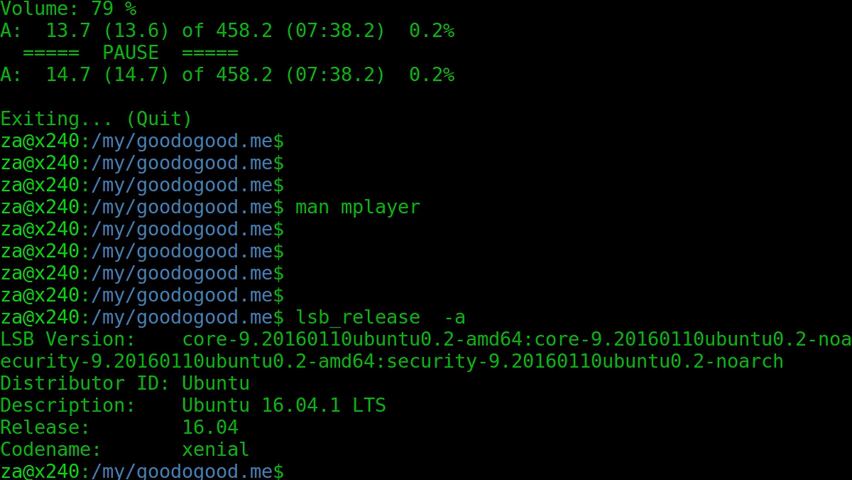 Volume: 79 %
A:  13.7 (13.6) of 458.2 (07:38.2)  0.2%
  =====  PAUSE  =====
A:  14.7 (14.7) of 458.2 (07:38.2)  0.2%
Exiting... (Quit)
za@x240:/my/goodogood.me$
za@x240:/my/goodogood.me$
za@x240:/my/goodogood.me$
za@x240:/my/goodogood.me$ man mplayer
za@x240:/my/goodogood.me$
za@x240:/my/goodogood.me$
za@x240:/my/goodogood.me$
za@x240:/my/goodogood.me$
za@x240:/my/goodogood.me$ lsb_release  -a
LSB Version:    core-9.20160110ubuntu0.2-amd64:core-9.20160110ubuntu0.2-noa
ecurity-9.20160110ubuntu0.2-amd64:security-9.20160110ubuntu0.2-noarch
Distributor ID: Ubuntu
Description:    Ubuntu 16.04.1 LTS
Release:        16.04
Codename:       xenial
za@x240:/my/goodogood.me$